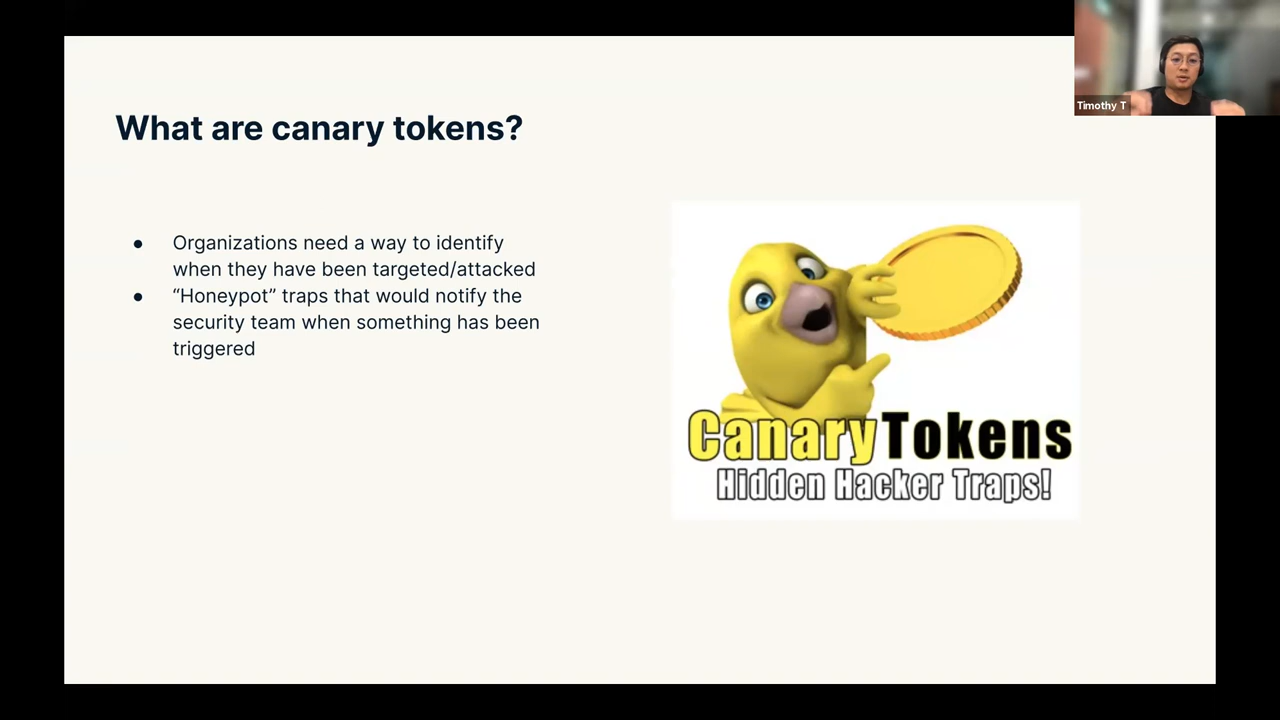 Timothy T
What are canary tokens?
● Organizations need a way to identify
when they have been targeted/attacked
● “Honeypot” traps that would notify the
security team when something has been
triggered
CanaryTokens
Hidden Hacker Traps!